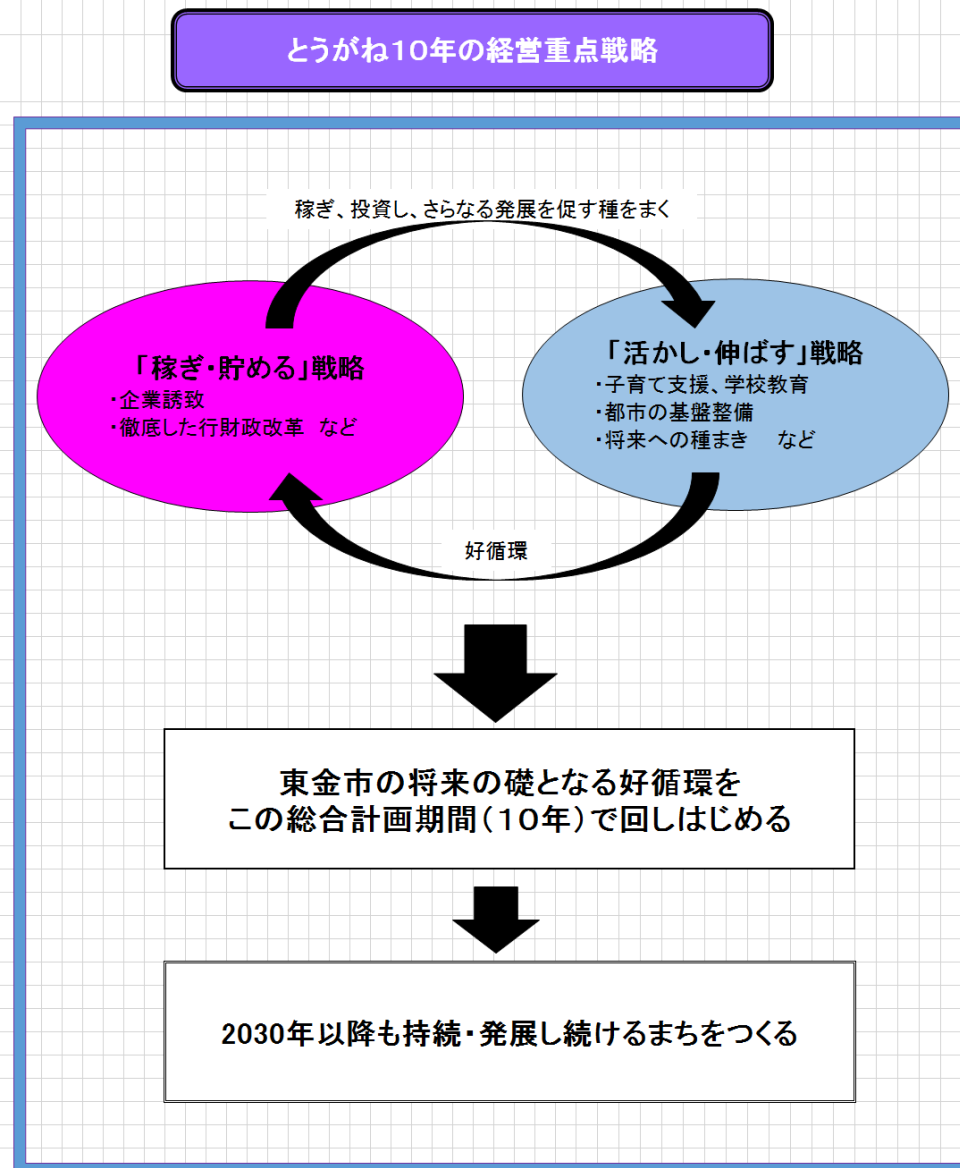 とうがね１０年の経営重点戦略
稼ぎ、投資し、さらなる発展を促す種をまく
「稼ぎ・貯める」戦略
・企業誘致
・徹底した行財政改革　など
「活かし・伸ばす」戦略
・子育て支援、学校教育
・都市の基盤整備
・将来への種まき　　など
好循環
東金市の将来の礎となる好循環を
この総合計画期間（１０年）で回しはじめる
2030年以降も持続・発展し続けるまちをつくる